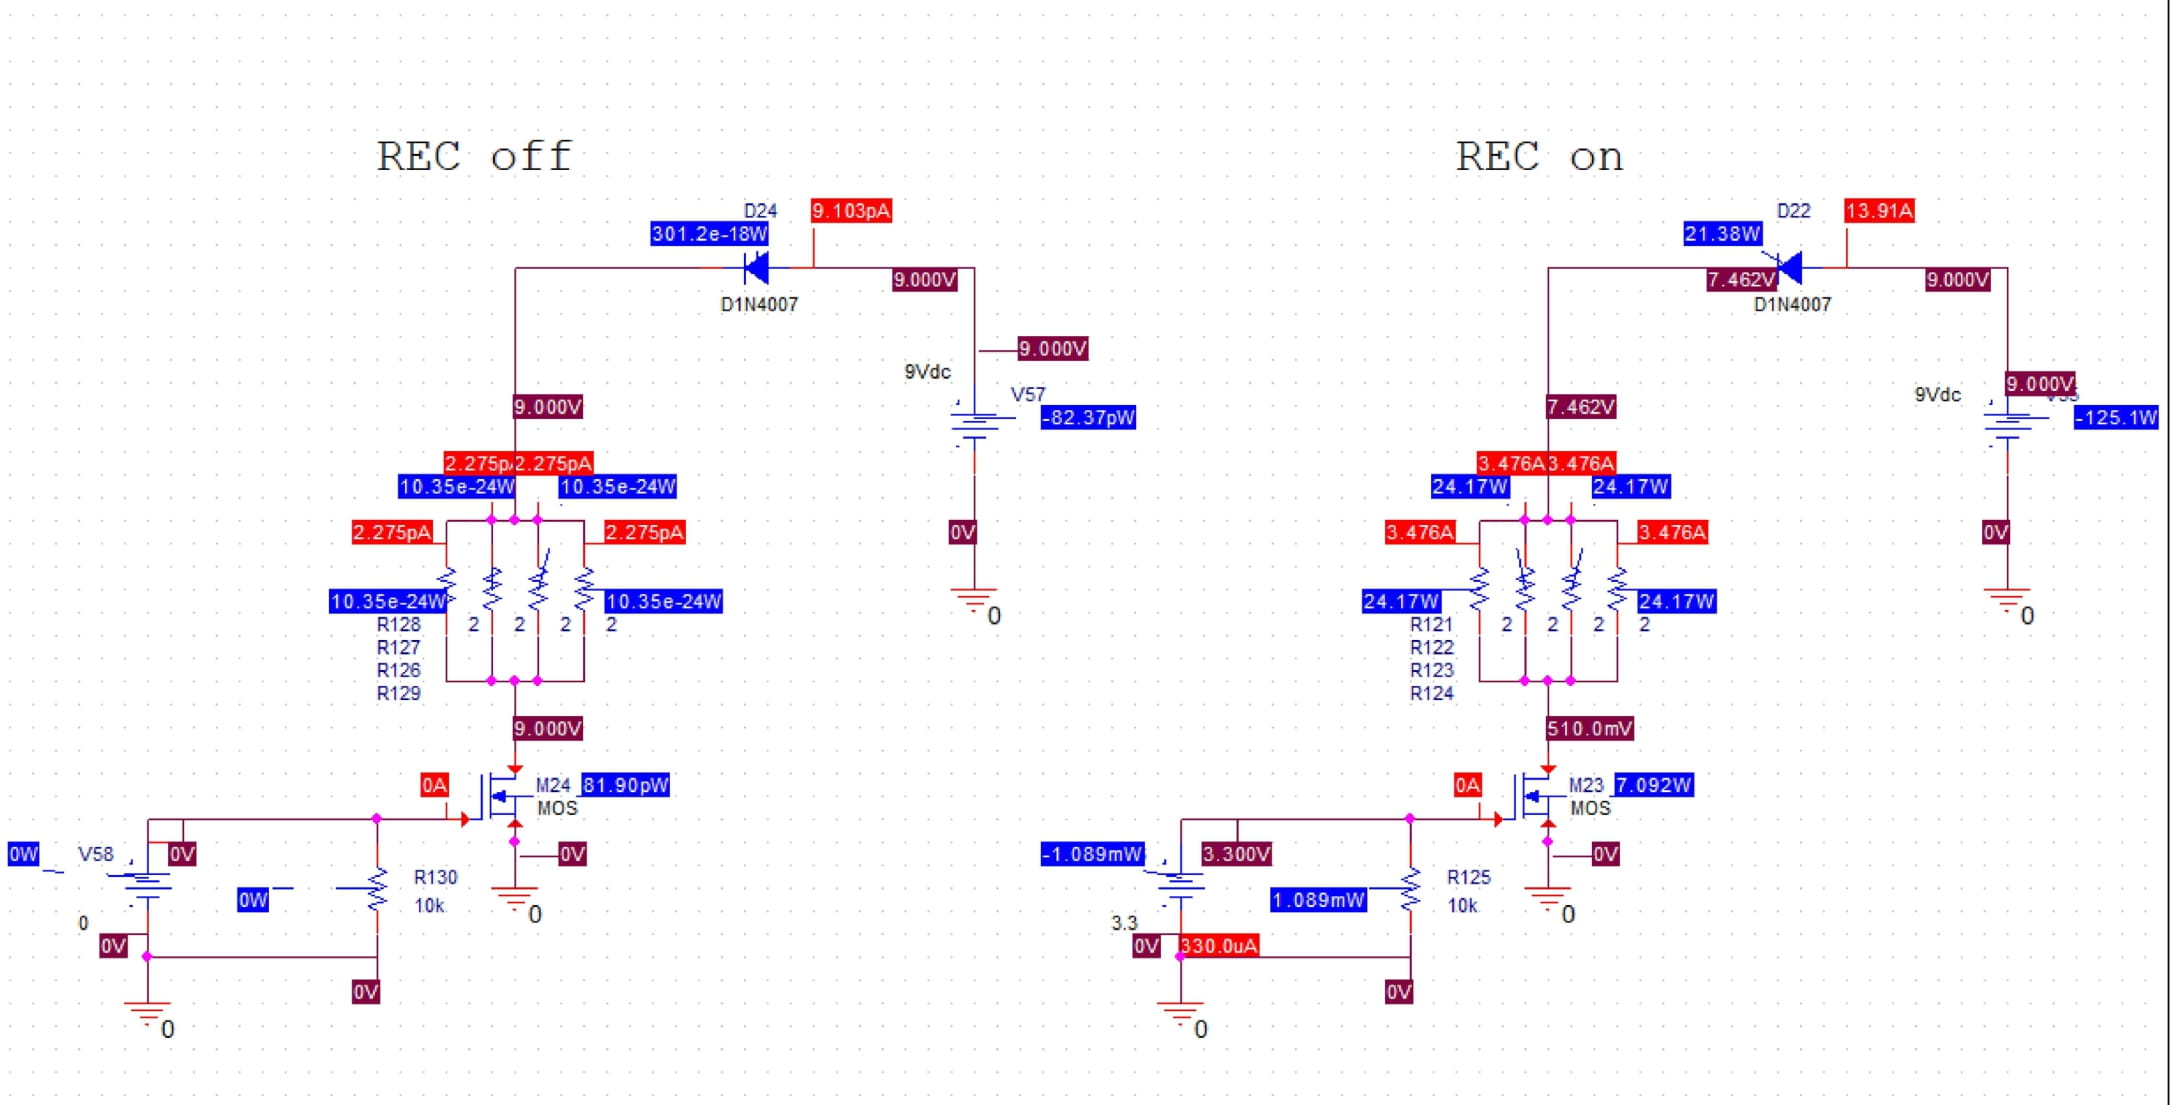 REC off
REC on
D24
9.103pA
301.2e-18W
9.000V
D1N4007
9.000V
9Vdc
V57
-82.37pW
9.000V
2.275p
2.275pA
10.35e-24W
10.35e-24W
2.275pA
2.275pA
0V
10.35e-24W
10.35e-24W
R128
2
2
2
2
R127
R126
R129
0
9.000V
0A
M24
81.90pW
MOS
0W
V58
0V
0V
0W
R130
10k
0
0
0V
0V
0
D22
13.91A
21.38W
7.462V
9.000V
D1N4007
9Vdc
9.000V
-125.1W
7.462V
3.476A
3.476A
24.17W
24.17W
3.476A
3.476A
0V
24.17W
24.17W
R121
2
2
2
2
R122
R123
R124
0
510.0mV
0A
M23
7.092W
MOS
-1.089mW
3.300V
0V
1.089mW
R125
10k
3.3
0
0V
330.0uA
0V
0